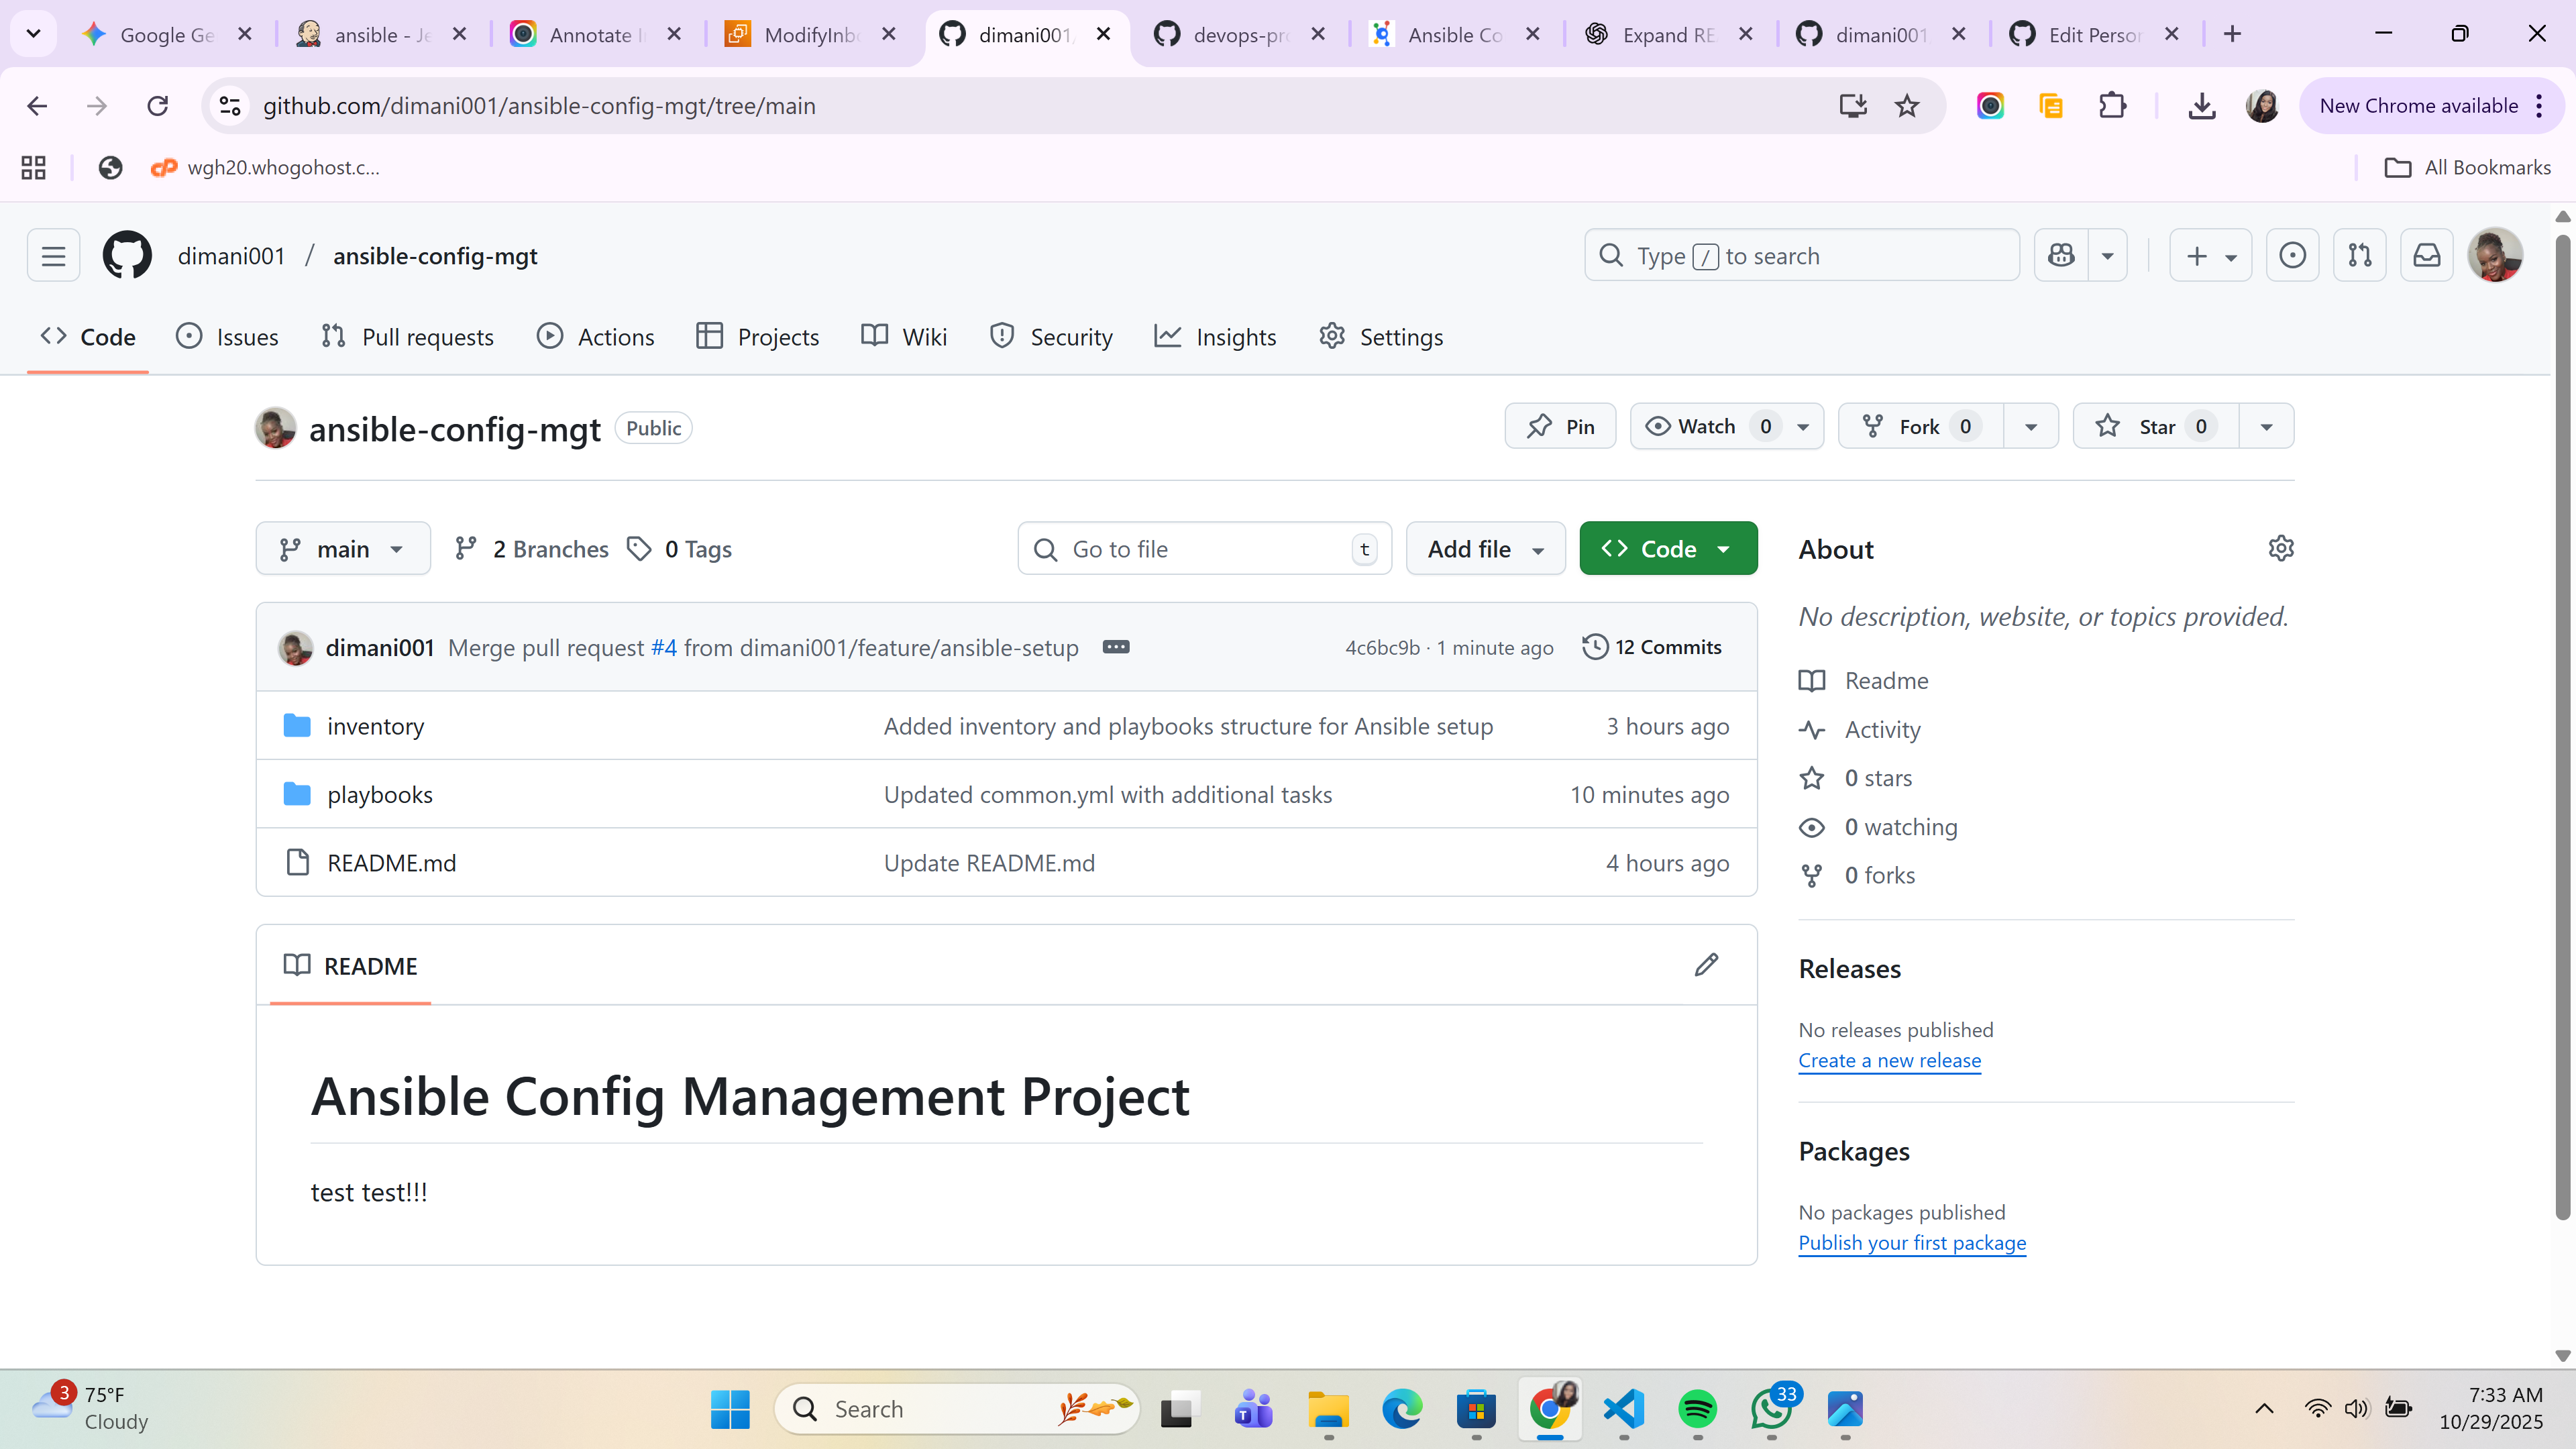 Google Ge
ansible - Je
Annotate I
ModifyInb
dimani001/
devops-pro
Ansible Co
Expand RE
dimani001
Edit Person
github.com/dimani001/ansible-config-mgt/tree/main
New Chrome available
wgh20.whogohost.c...
All Bookmarks
dimani001 / ansible-config-mgt
Type / to search
Code
Issues
Pull requests
Actions
Projects
Wiki
Security
Insights
Settings
ansible-config-mgt Public
Pin
Watch 0
Fork 0
Star 0
main
2 Branches
0 Tags
Go to file t
Add file
Code
dimani001 Merge pull request #4 from dimani001/feature/ansible-setup
4c6bc9b · 1 minute ago
12 Commits
inventory Added inventory and playbooks structure for Ansible setup 3 hours ago
playbooks Updated common.yml with additional tasks 10 minutes ago
README.md Update README.md 4 hours ago
README
Ansible Config Management Project
test test!!!
About
No description, website, or topics provided.
Readme
Activity
0 stars
0 watching
0 forks
Releases
No releases published
Create a new release
Packages
No packages published
Publish your first package
3
75°F
Cloudy
Search
33
7:33 AM
10/29/2025